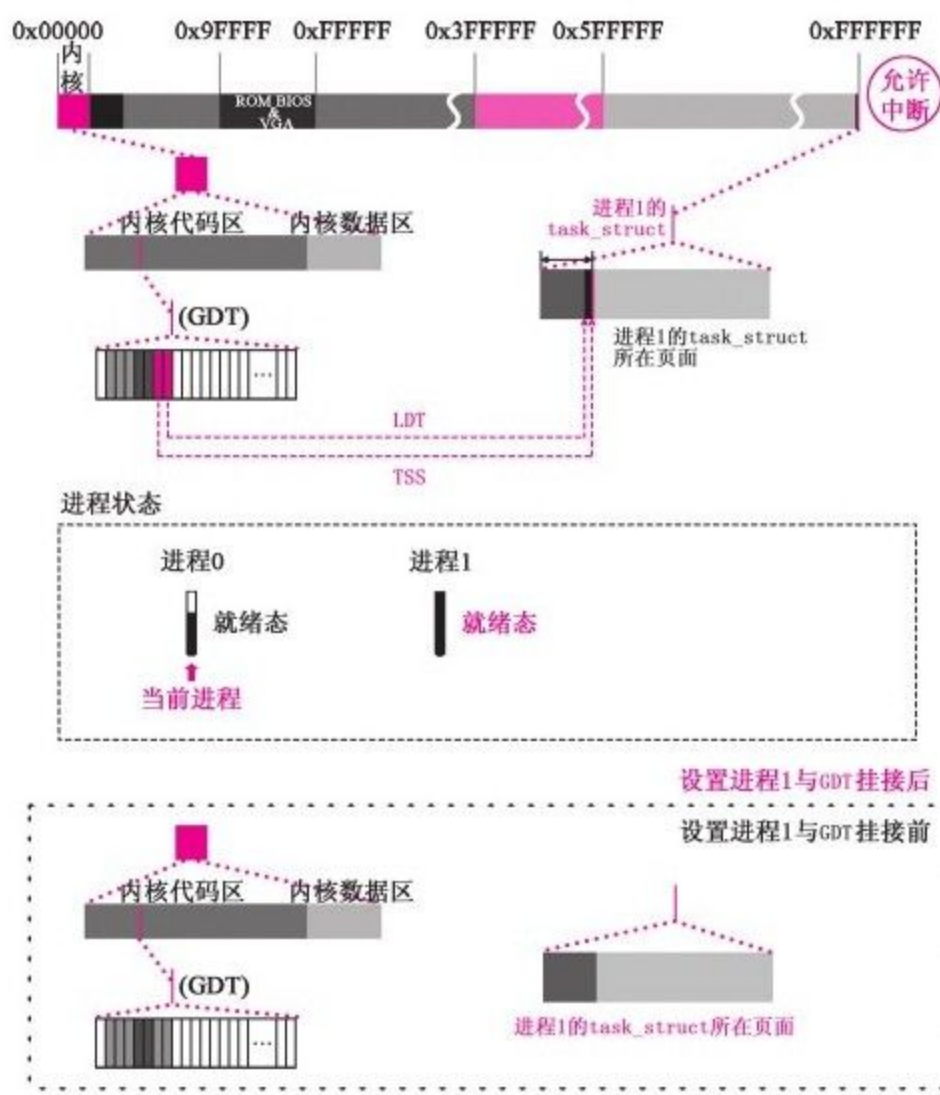 0x00000 0x9FFFF 0xFFFFF 0x3FFFFF 0x5FFFFF 0xFFFFFF
内
核
ROM BIOS
&
VGA
允许
中断
内核代码区 内核数据区
进程1的
task_struct
(GDT)
进程1的task_struct
所在页面
...
LDT
TSS
进程状态
进程0 进程1
就绪态 就绪态
当前进程
设置进程1与GDT挂接后
设置进程1与GDT挂接前
内核代码区 内核数据区
(GDT)
进程1的task_struct所在页面
...